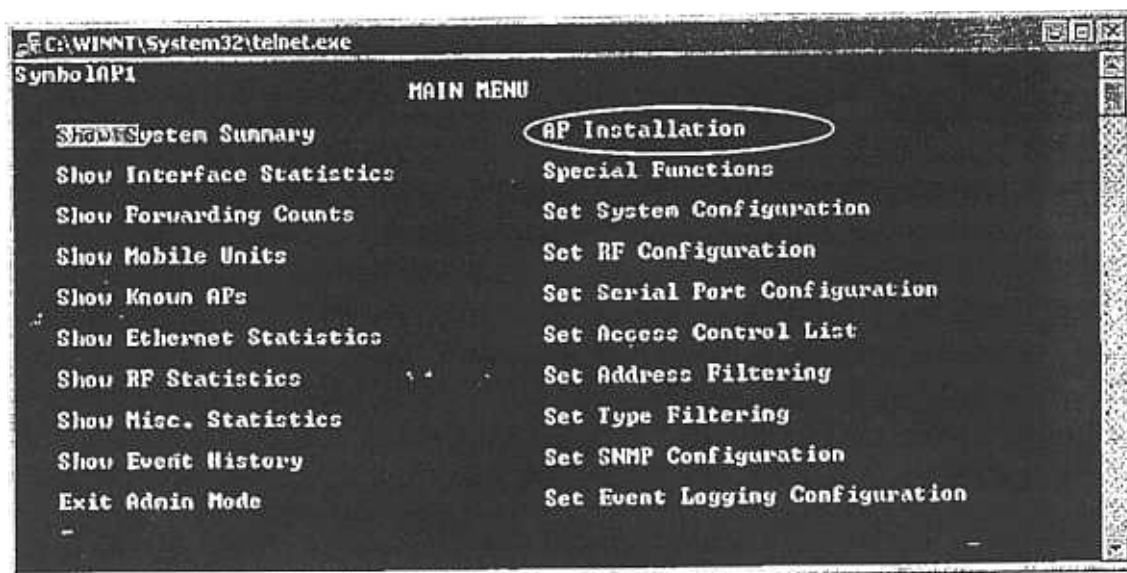 C:\WINNT\System32\telnet.exe
SymbolAP1
MAIN MENU
Show System Summary
Show Interface Statistics
Show Forwarding Counts
Show Mobile Units
Show Known APs
Show Ethernet Statistics
Show RF Statistics
Show Misc. Statistics
Show Event History
Exit Admin Mode
AP Installation
Special Functions
Set System Configuration
Set RF Configuration
Set Serial Port Configuration
Set Access Control List
Set Address Filtering
Set Type Filtering
Set SNMP Configuration
Set Event Logging Configuration